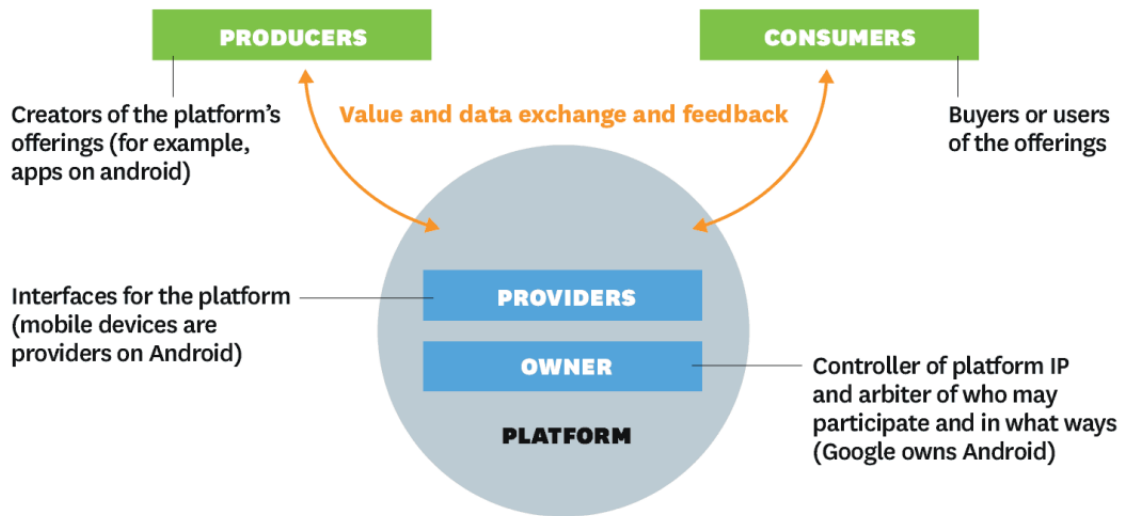 PRODUCERS
CONSUMERS
Creators of the platform's
offerings (for example,
apps on android)
Value and data exchange and feedback
Buyers or users
of the offerings
Interfaces for the platform
(mobile devices are
providers on Android)
PROVIDERS
OWNER
PLATFORM
Controller of platform IP
and arbiter of who may
participate and in what ways
(Google owns Android)